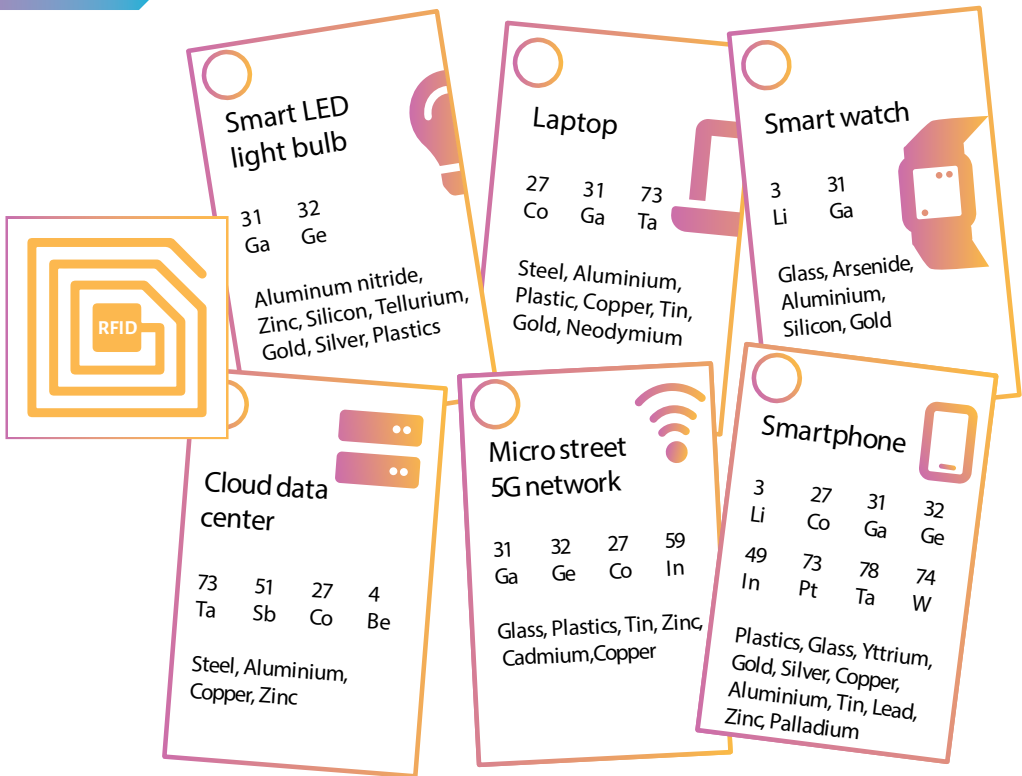 Smart LED
light bulb
31 32
Ga Ge
Aluminum nitride,
Zinc, Silicon, Tellurium,
Gold, Silver, Plastics
Laptop
27 31 73
Co Ga Ta
Steel, Aluminium,
Plastic, Copper, Tin,
Gold, Neodymium
Smart watch
3 31
Li Ga
Glass, Arsenide,
Aluminium,
Silicon, Gold
RFID
Cloud data
center
73 51 27 4
Ta Sb Co Be
Steel, Aluminium,
Copper, Zinc
Micro street
5G network
31 32 27 59
Ga Ge Co In
Glass, Plastics, Tin, Zinc,
Cadmium,Copper
Smartphone
3 27 31 32
Li Co Ga Ge
49 73 78 74
In Pt Ta W
Plastics, Glass, Yttrium,
Gold, Silver, Copper,
Aluminium, Tin, Lead,
Zinc, Palladium